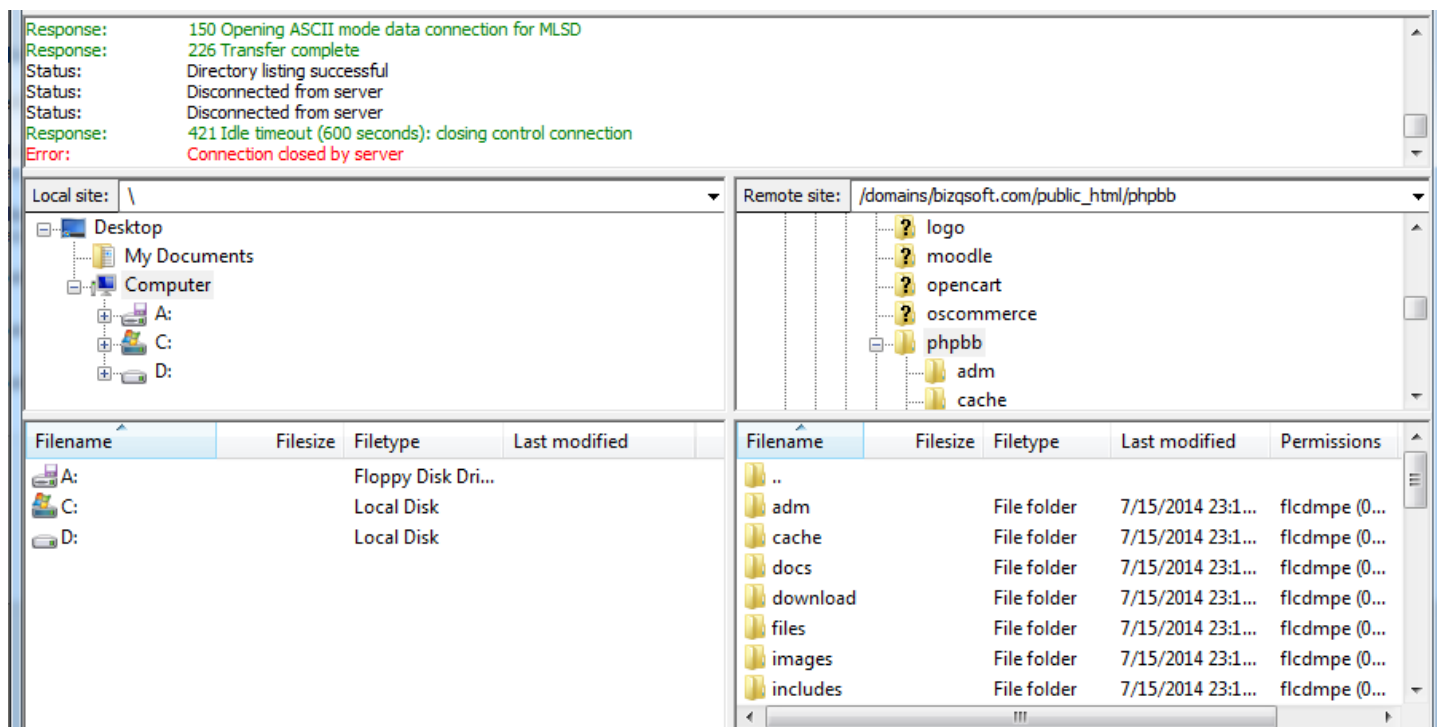 Response: 150 Opening ASCII mode data connection for MLSD
Response: 226 Transfer complete
Status: Directory listing successful
Status: Disconnected from server
Status: Disconnected from server
Response: 421 Idle timeout (600 seconds): closing control connection
Error: Connection closed by server
Local site: \
Desktop
My Documents
Computer
A:
C:
D:
Remote site: /domains/bizqsoft.com/public_html/phpbb
logo
moodle
opencart
oscommerce
phpbb
adm
cache
Filename Filesize Filetype Last modified
A: Floppy Disk Dri...
C: Local Disk
D: Local Disk
Filename Filesize Filetype Last modified Permissions
..
adm File folder 7/15/2014 23:1... flcdmpe (0...
cache File folder 7/15/2014 23:1... flcdmpe (0...
docs File folder 7/15/2014 23:1... flcdmpe (0...
download File folder 7/15/2014 23:1... flcdmpe (0...
files File folder 7/15/2014 23:1... flcdmpe (0...
images File folder 7/15/2014 23:1... flcdmpe (0...
includes File folder 7/15/2014 23:1... flcdmpe (0...